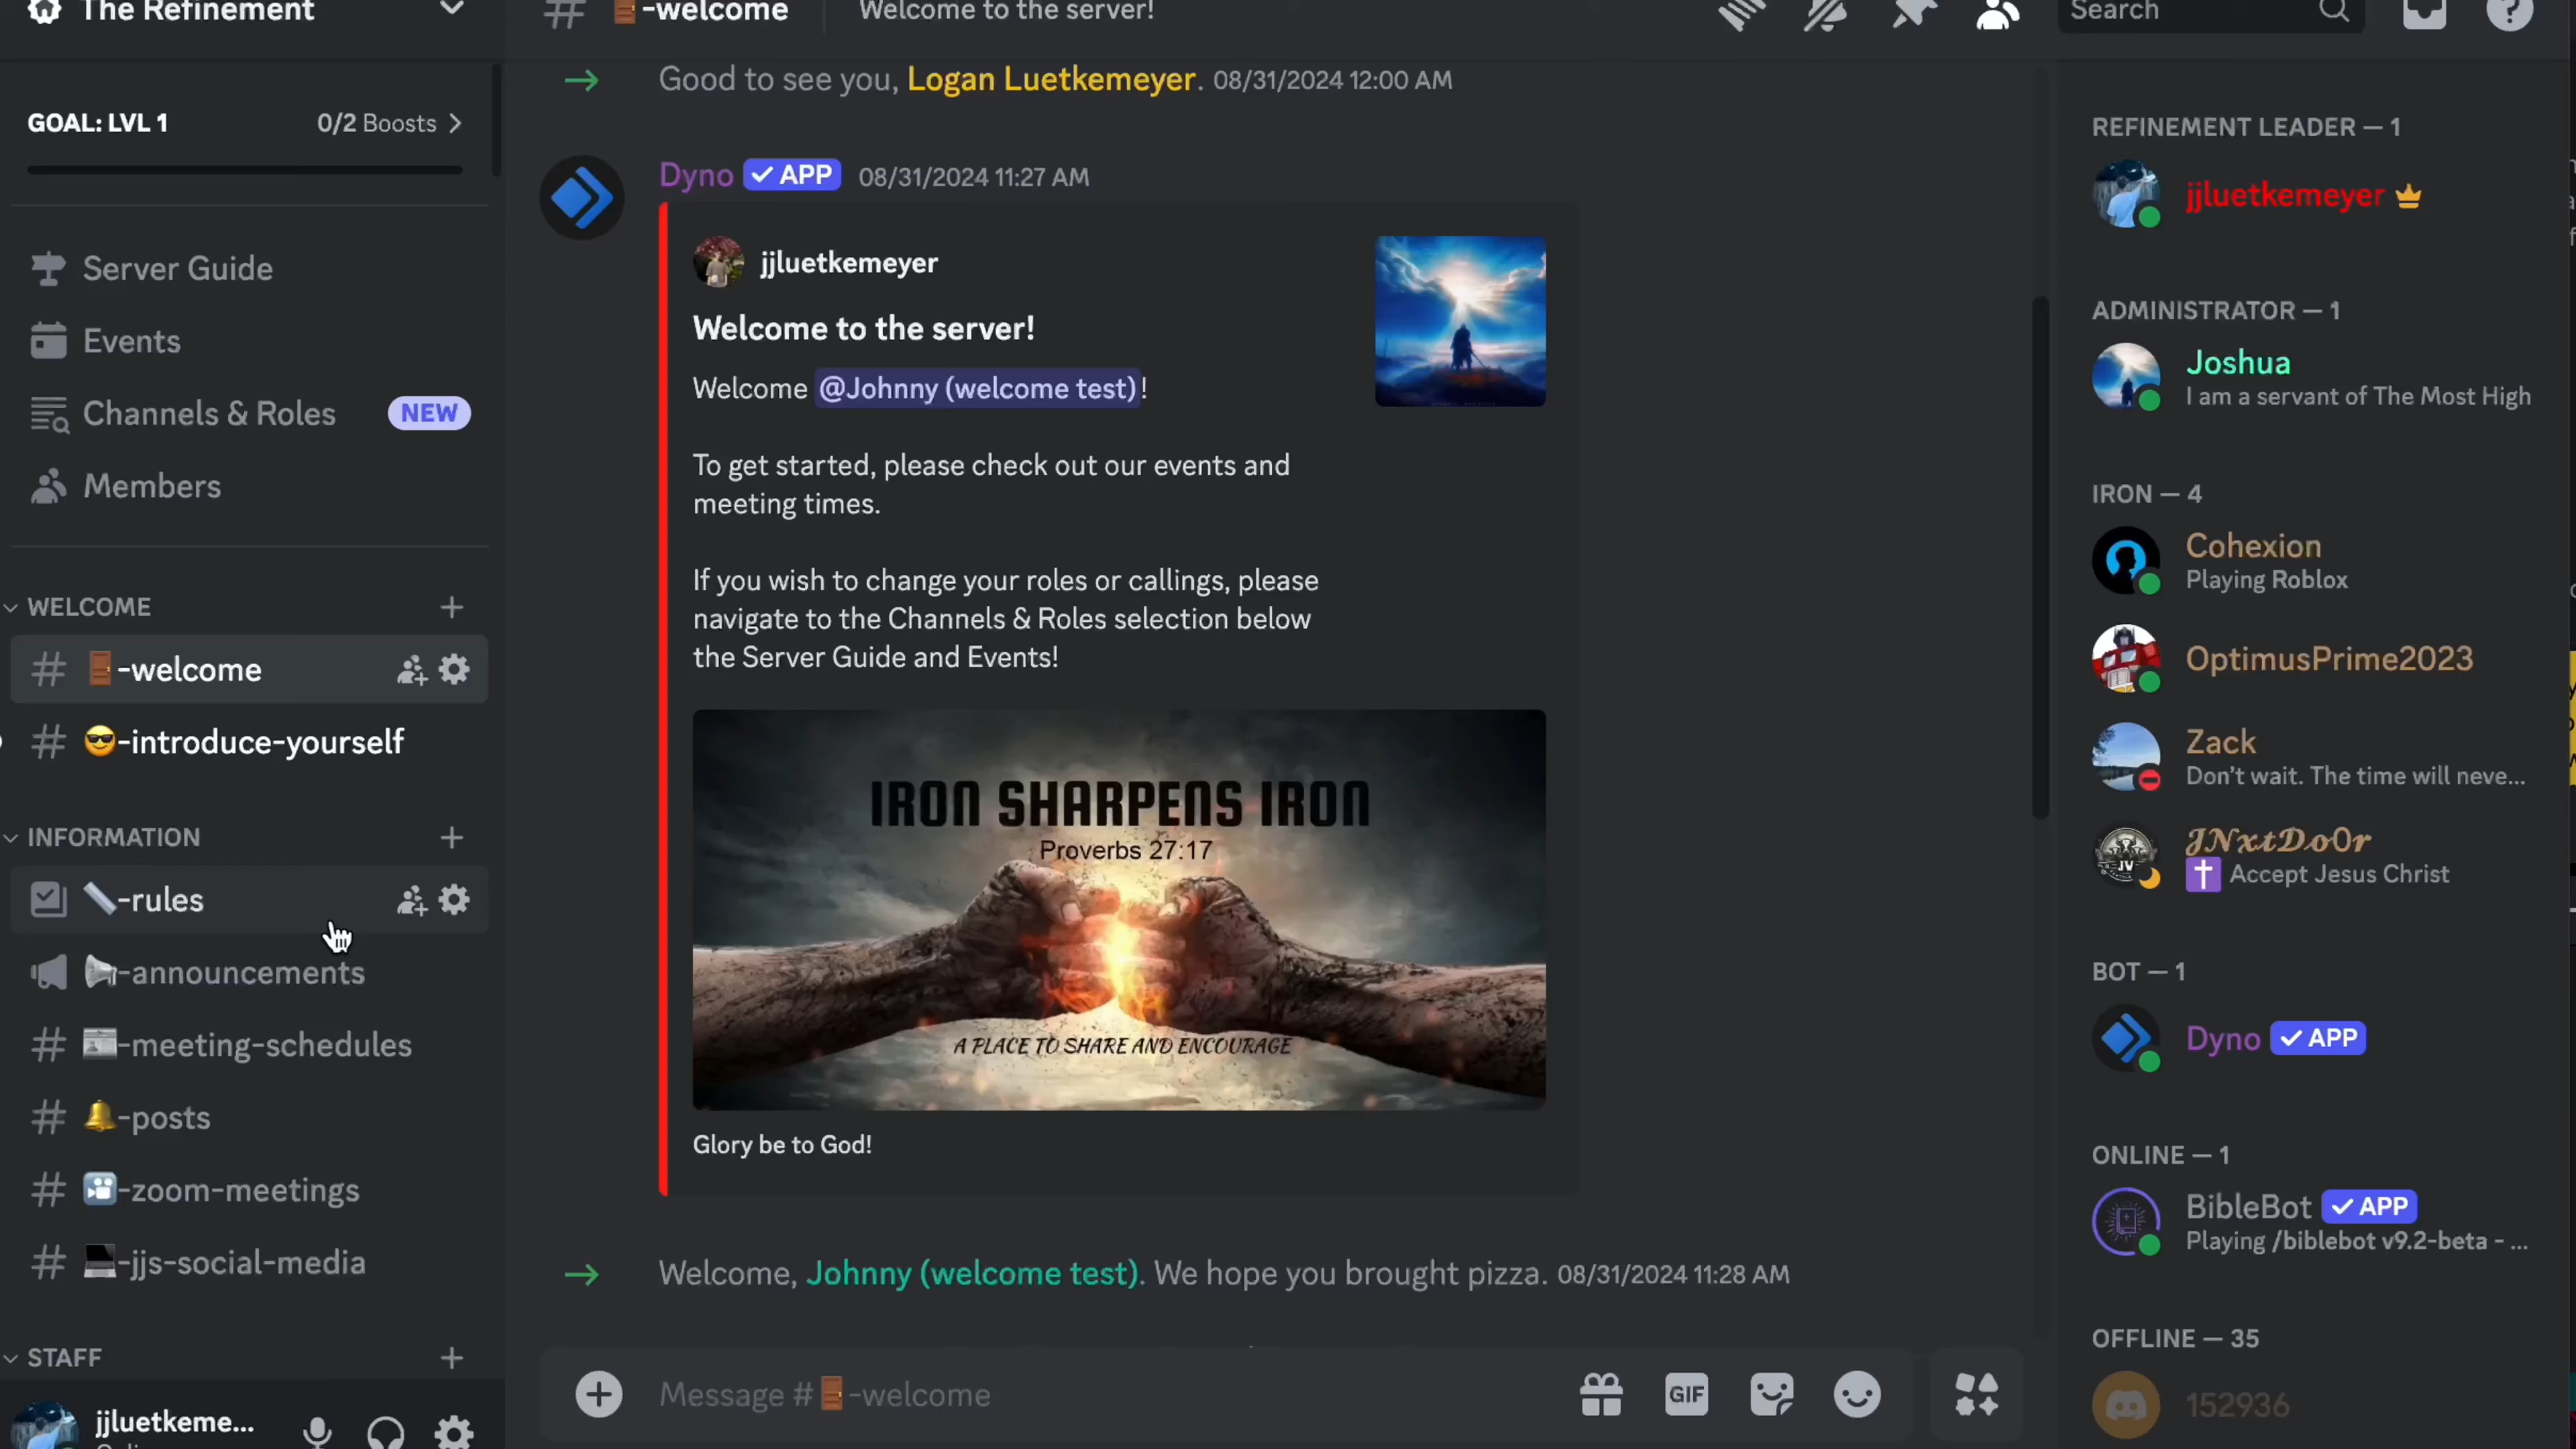 The Refinement
GOAL: LVL 1 0/2 Boosts
Server Guide
Events
Channels & Roles NEW
Members
WELCOME
🚪-welcome
😎-introduce-yourself
INFORMATION
📏-rules
📢-announcements
📰-meeting-schedules
🔔-posts
🎦-zoom-meetings
💻-jjs-social-media
STAFF
jjluetkeme...
🚪-welcome Welcome to the server!
Search
Good to see you, Logan Luetkemeyer. 08/31/2024 12:00 AM
Dyno ✓ APP 08/31/2024 11:27 AM
jjluetkemeyer
Welcome to the server!
Welcome @Johnny (welcome test)!
To get started, please check out our events and
meeting times.
If you wish to change your roles or callings, please
navigate to the Channels & Roles selection below
the Server Guide and Events!
IRON SHARPENS IRON
Proverbs 27:17
A PLACE TO SHARE AND ENCOURAGE
Glory be to God!
Welcome, Johnny (welcome test). We hope you brought pizza. 08/31/2024 11:28 AM
Message #🚪-welcome
GIF
REFINEMENT LEADER — 1
jjluetkemeyer
ADMINISTRATOR — 1
Joshua
I am a servant of The Most High
IRON — 4
Cohexion
Playing Roblox
OptimusPrime2023
Zack
Don't wait. The time will neve...
𝓙𝓝𝔁𝓽𝓓𝓸0𝓻
JV
✝️ Accept Jesus Christ
BOT — 1
Dyno ✓ APP
ONLINE — 1
BibleBot ✓ APP
Playing /biblebot v9.2-beta - ...
OFFLINE — 35
152936